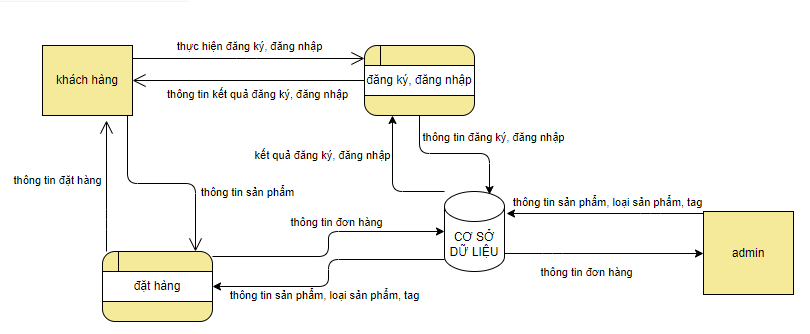 thực hiện đăng ký, đăng nhập
khách hàng
đăng ký, đăng nhập
thông tin kết quả đăng ký, đăng nhập
thông tin đăng ký, đăng nhập
kết quả đăng ký, đăng nhập
thông tin đặt hàng
thông tin sản phẩm
thông tin sản phẩm, loại sản phẩm, tag
thông tin đơn hàng
CƠ SỞ
DỮ LIỆU
admin
thông tin đơn hàng
đặt hàng
thông tin sản phẩm, loại sản phẩm, tag